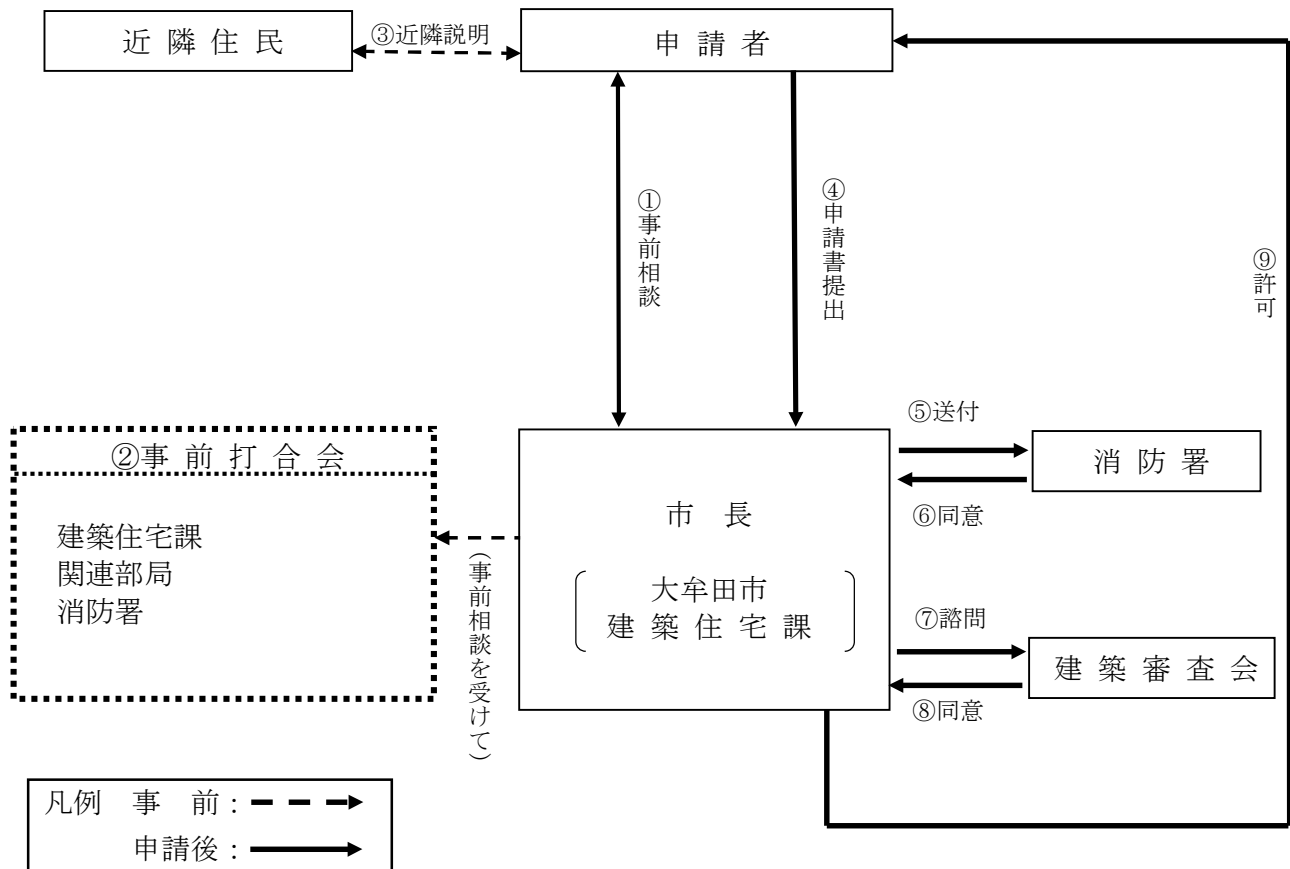 近隣住民
③近隣説明
申請者
①事前相談
④申請書提出
⑨許可
②事前打合会
建築住宅課
関連部局
消防署
(事前相談を受けて)
市長
大牟田市
建築住宅課
⑤送付
消防署
⑥同意
⑦諮問
建築審査会
⑧同意
凡例 事前:
申請後: